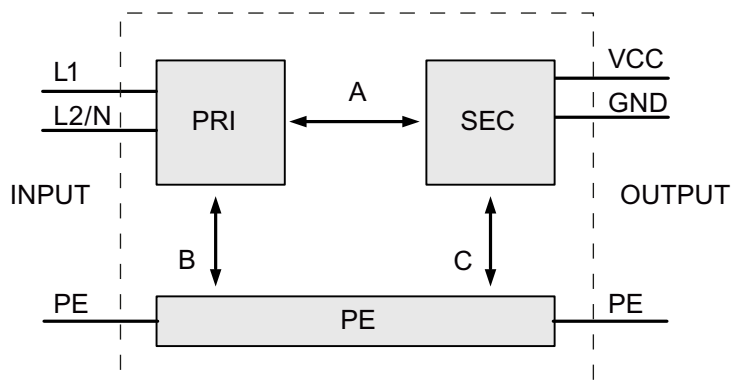 L1
VCC
A
L2/N
PRI
SEC
GND
INPUT
OUTPUT
B
C
PE
PE
PE